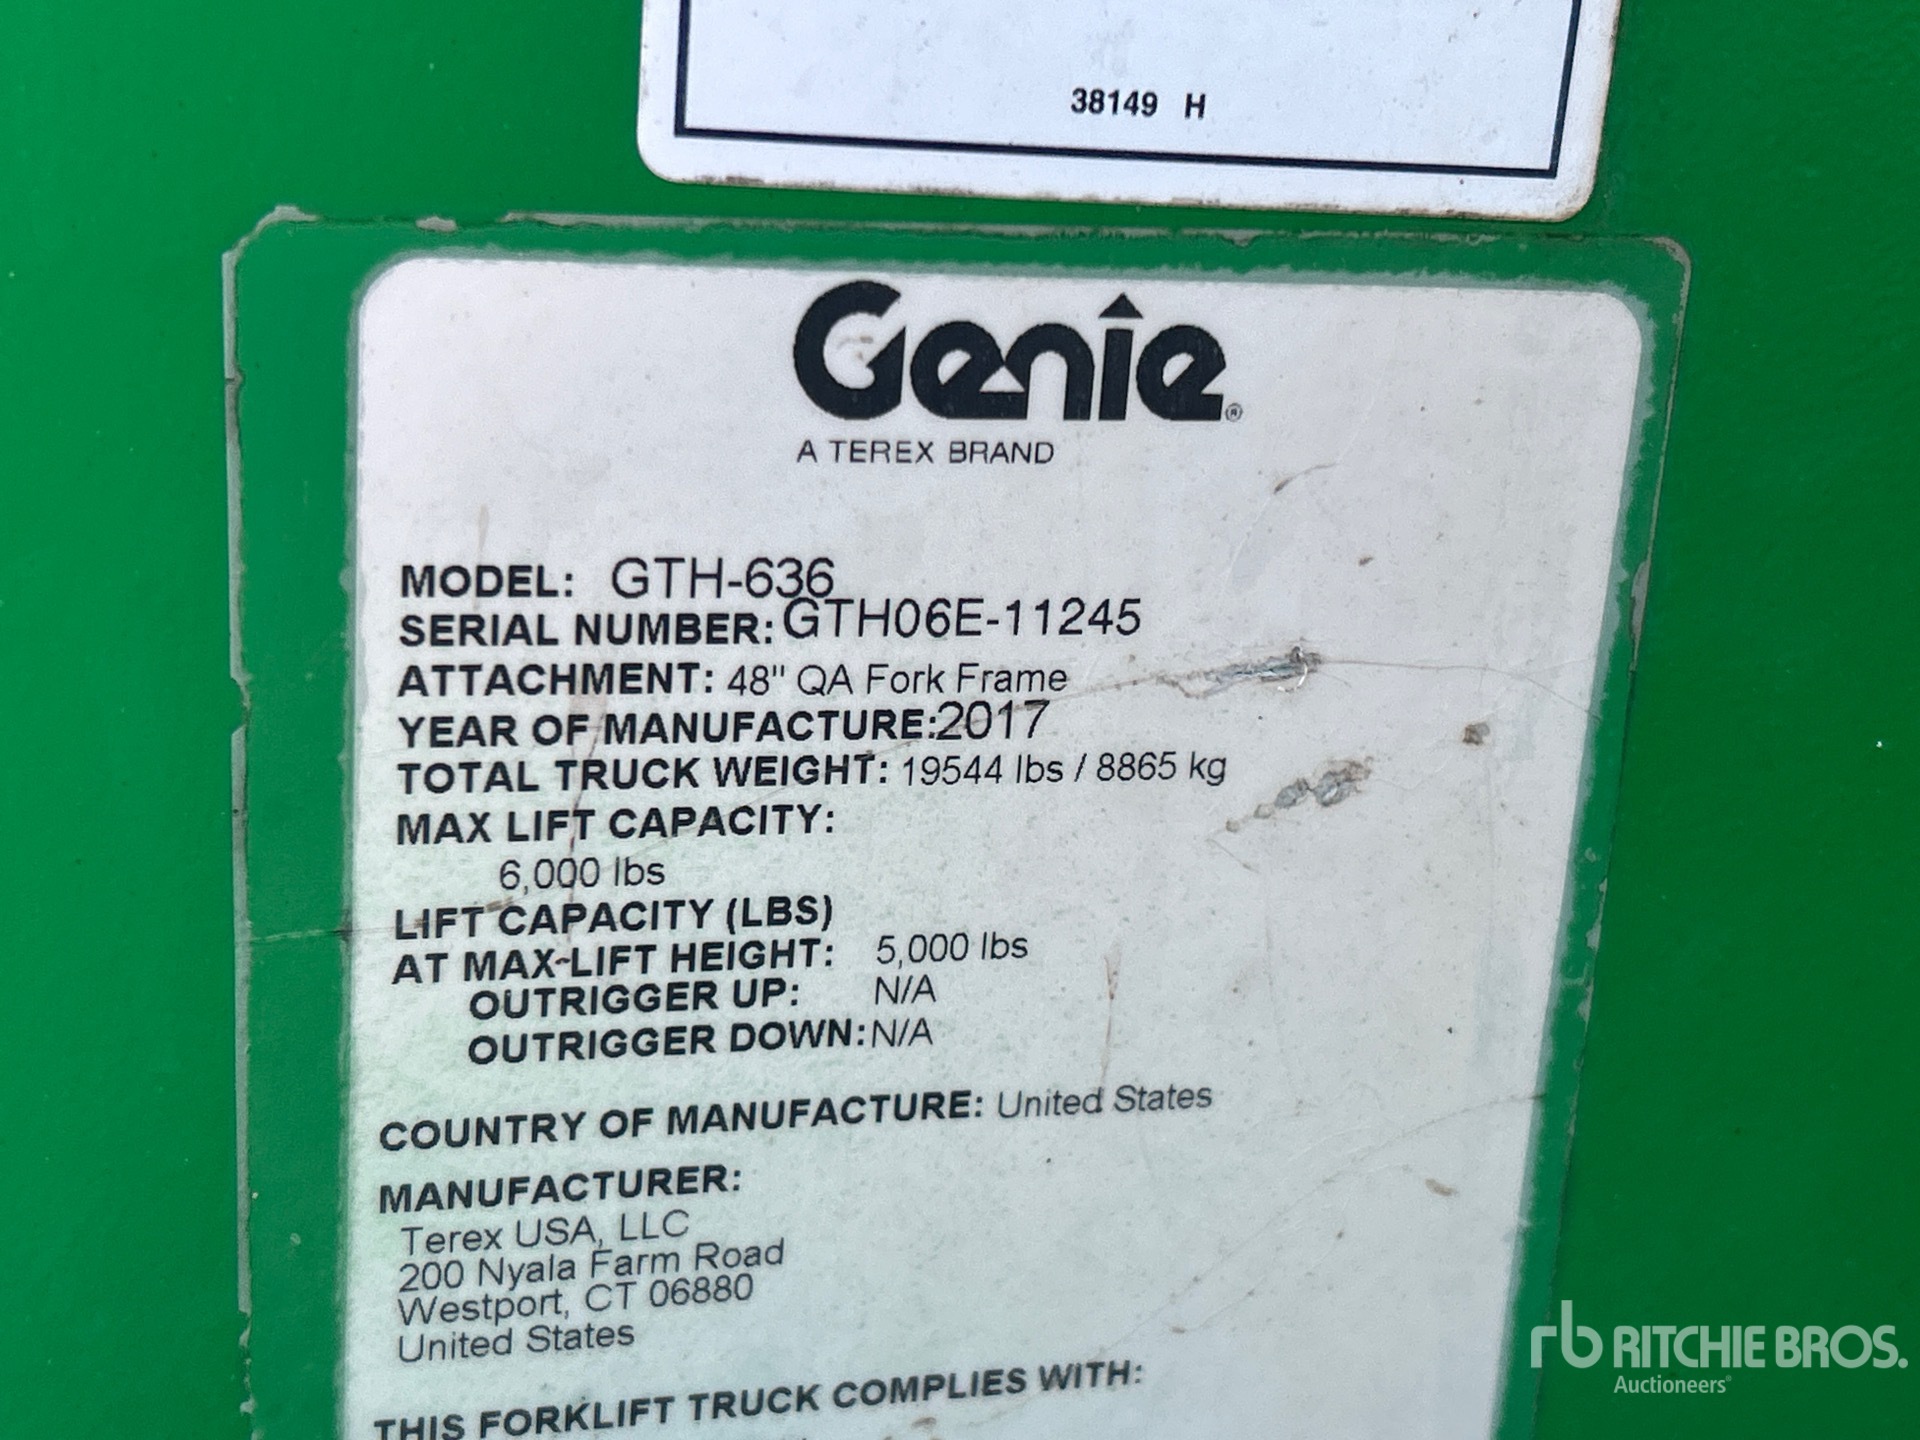 38149 H
Genie®
A TEREX BRAND
MODEL: GTH-636
SERIAL NUMBER: GTH06E-11245
ATTACHMENT: 48" QA Fork Frame
YEAR OF MANUFACTURE: 2017
TOTAL TRUCK WEIGHT: 19544 lbs / 8865 kg
MAX LIFT CAPACITY:
6,000 lbs
LIFT CAPACITY (LBS)
AT MAX-LIFT HEIGHT: 5,000 lbs
OUTRIGGER UP: N/A
OUTRIGGER DOWN: N/A
COUNTRY OF MANUFACTURE: United States
MANUFACTURER:
Terex USA, LLC
200 Nyala Farm Road
Westport, CT 06880
United States
THIS FORKLIFT TRUCK COMPLIES WITH:
rb RITCHIE BROS.
Auctioneers®